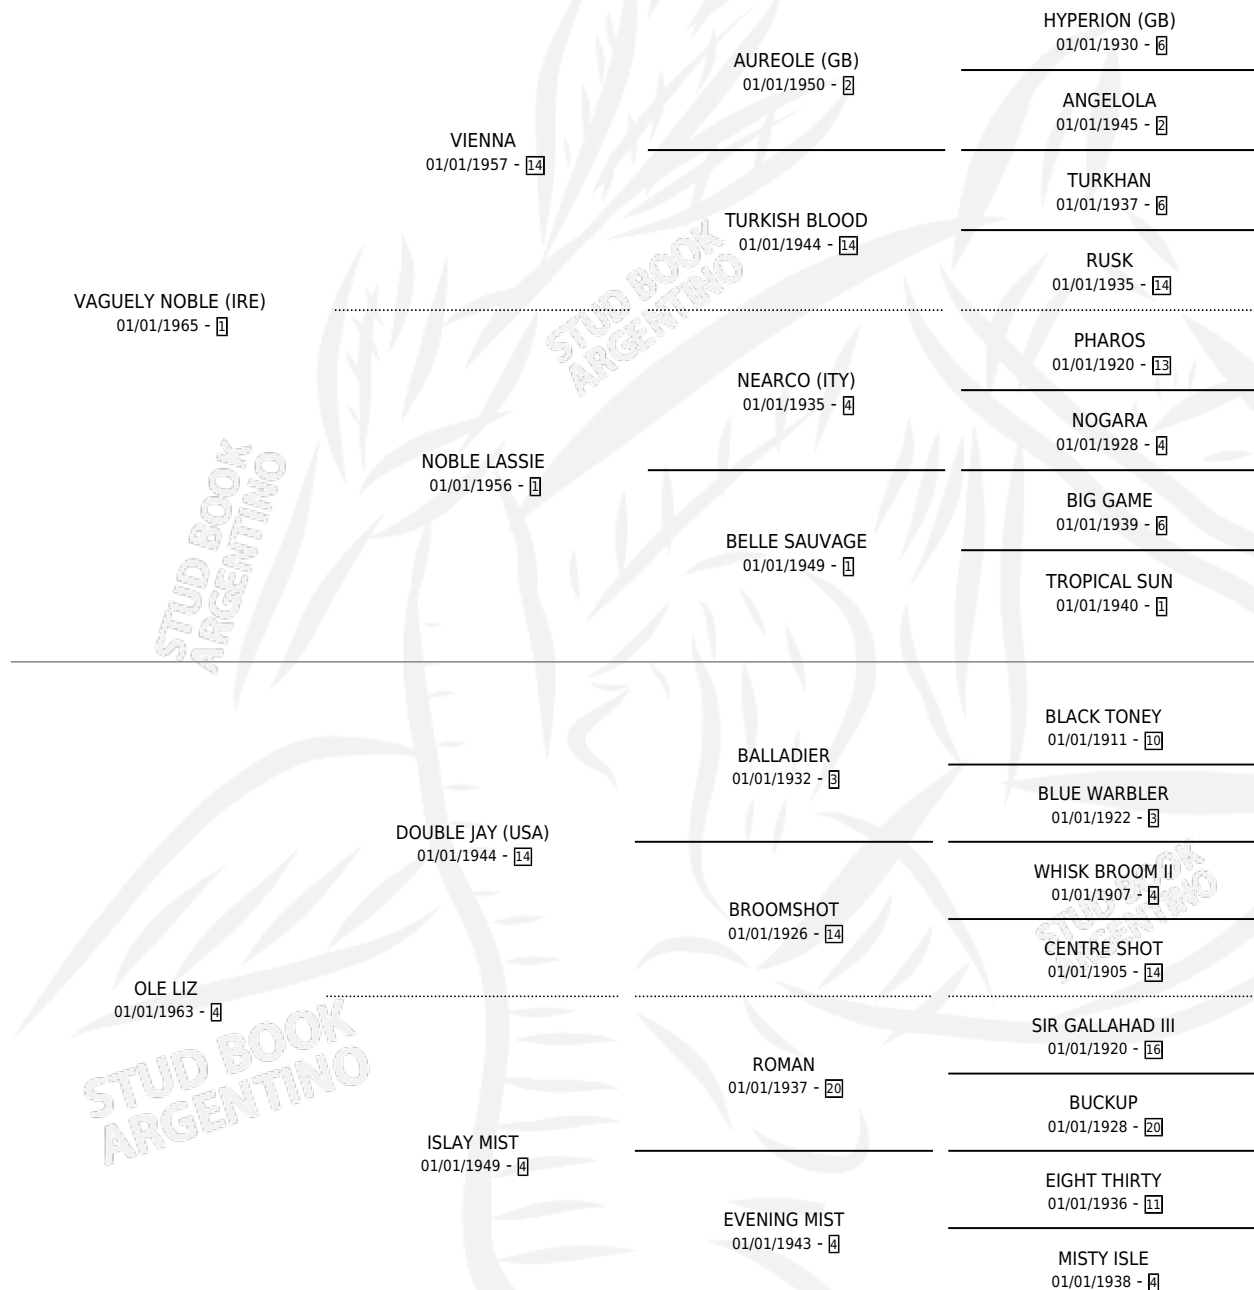 HYPERION (GB)
01/01/1930 - 6
AUREOLE (GB)
01/01/1950 - 2
ANGELOLA
01/01/1945 - 2
VIENNA
01/01/1957 - 14
TURKHAN
01/01/1937 - 6
TURKISH BLOOD
01/01/1944 - 14
RUSK
01/01/1935 - 14
VAGUELY NOBLE (IRE)
01/01/1965 - 1
PHAROS
01/01/1920 - 13
NEARCO (ITY)
01/01/1935 - 4
NOGARA
01/01/1928 - 4
NOBLE LASSIE
01/01/1956 - 1
BIG GAME
01/01/1939 - 6
BELLE SAUVAGE
01/01/1949 - 1
TROPICAL SUN
01/01/1940 - 1
STUD BOOK
ARGENTINO
STUD BOOK
ARGENTINO
BLACK TONEY
01/01/1911 - 10
BALLADIER
01/01/1932 - 3
BLUE WARBLER
01/01/1922 - 3
DOUBLE JAY (USA)
01/01/1944 - 14
WHISK BROOM II
01/01/1907 - 4
BROOMSHOT
01/01/1926 - 14
CENTRE SHOT
01/01/1905 - 14
OLE LIZ
01/01/1963 - 4
SIR GALLAHAD III
01/01/1920 - 16
ROMAN
01/01/1937 - 20
BUCKUP
01/01/1928 - 20
ISLAY MIST
01/01/1949 - 4
EIGHT THIRTY
01/01/1936 - 11
EVENING MIST
01/01/1943 - 4
MISTY ISLE
01/01/1938 - 4
STUD BOOK
ARGENTINO
STUD BOOK
ARGENTINO